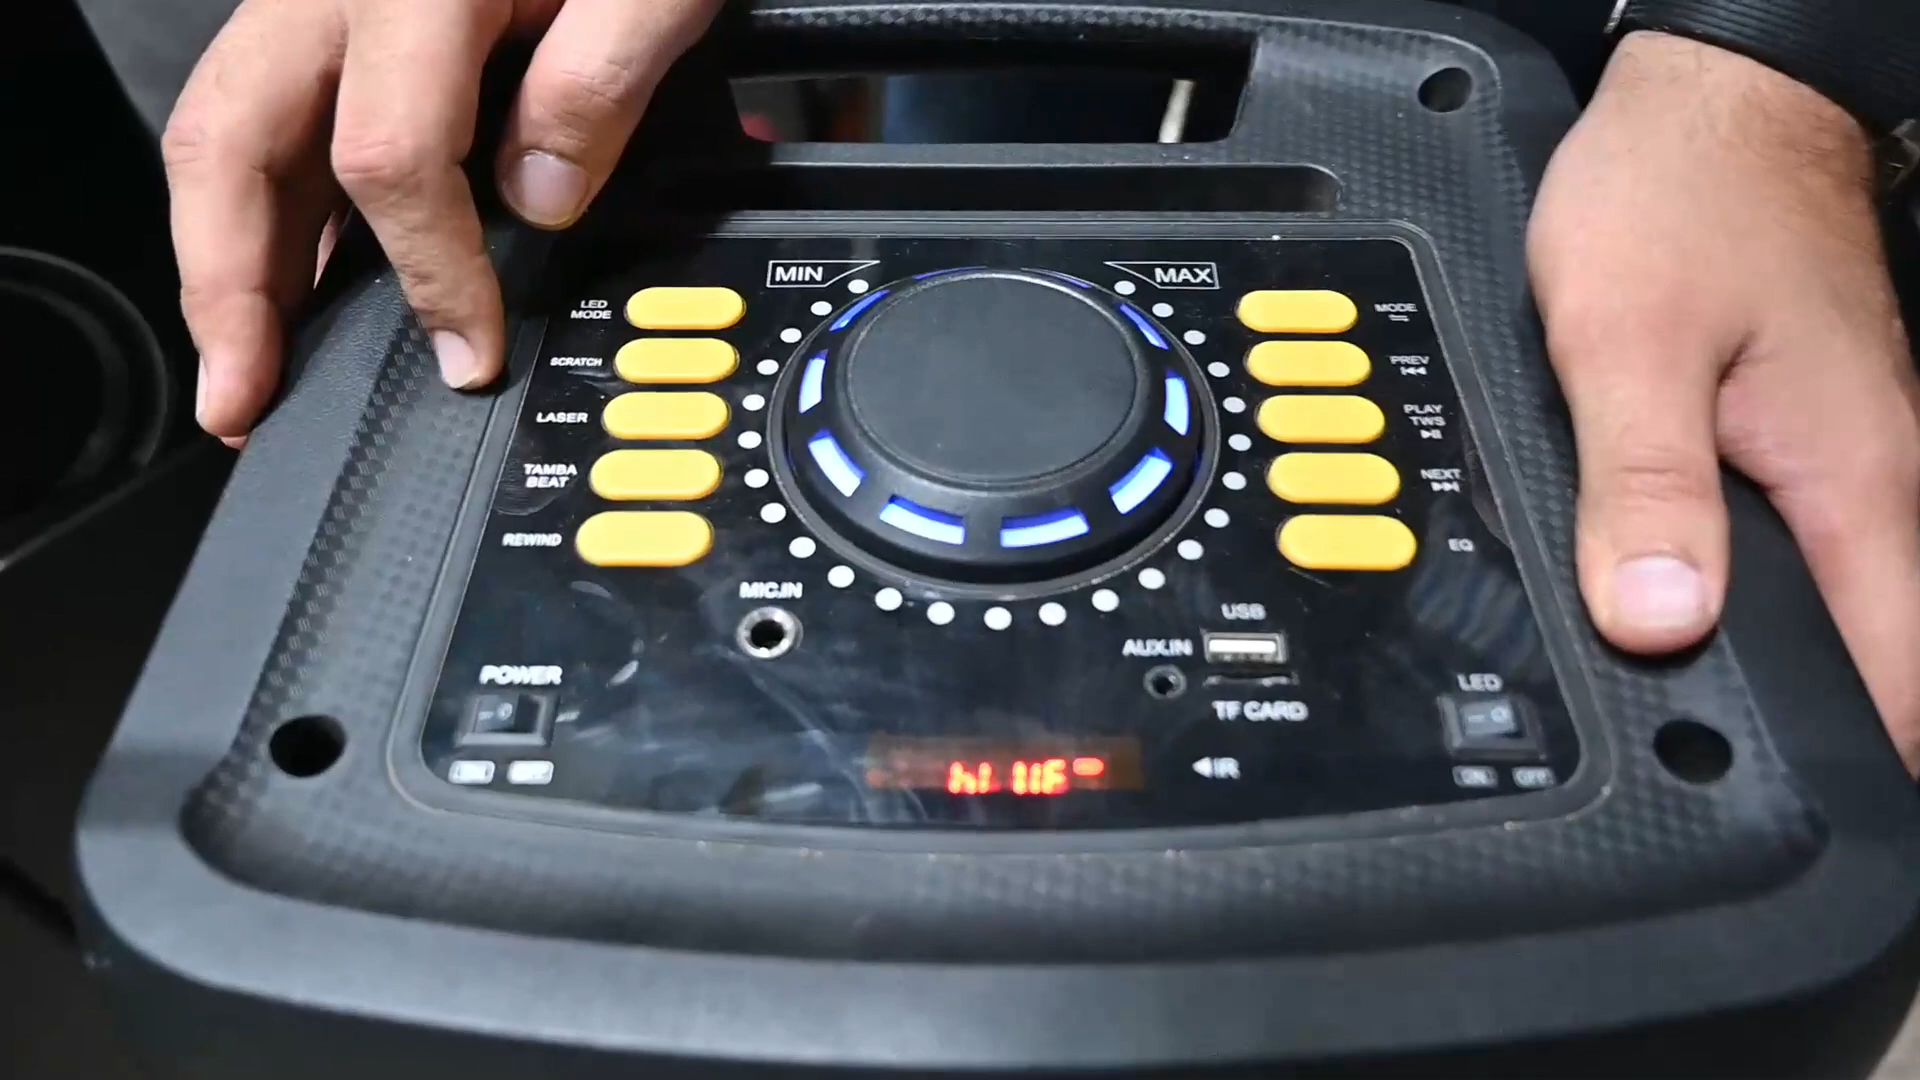 MIN
MAX
LED
MODE
SCRATCH
LASER
TAMBA
BEAT
REWIND
MODE
PREV
PLAY
TWS
NEXT
EQ
MIC.IN
USB
AUX.IN
TF CARD
POWER
LED
IR
ON
OFF